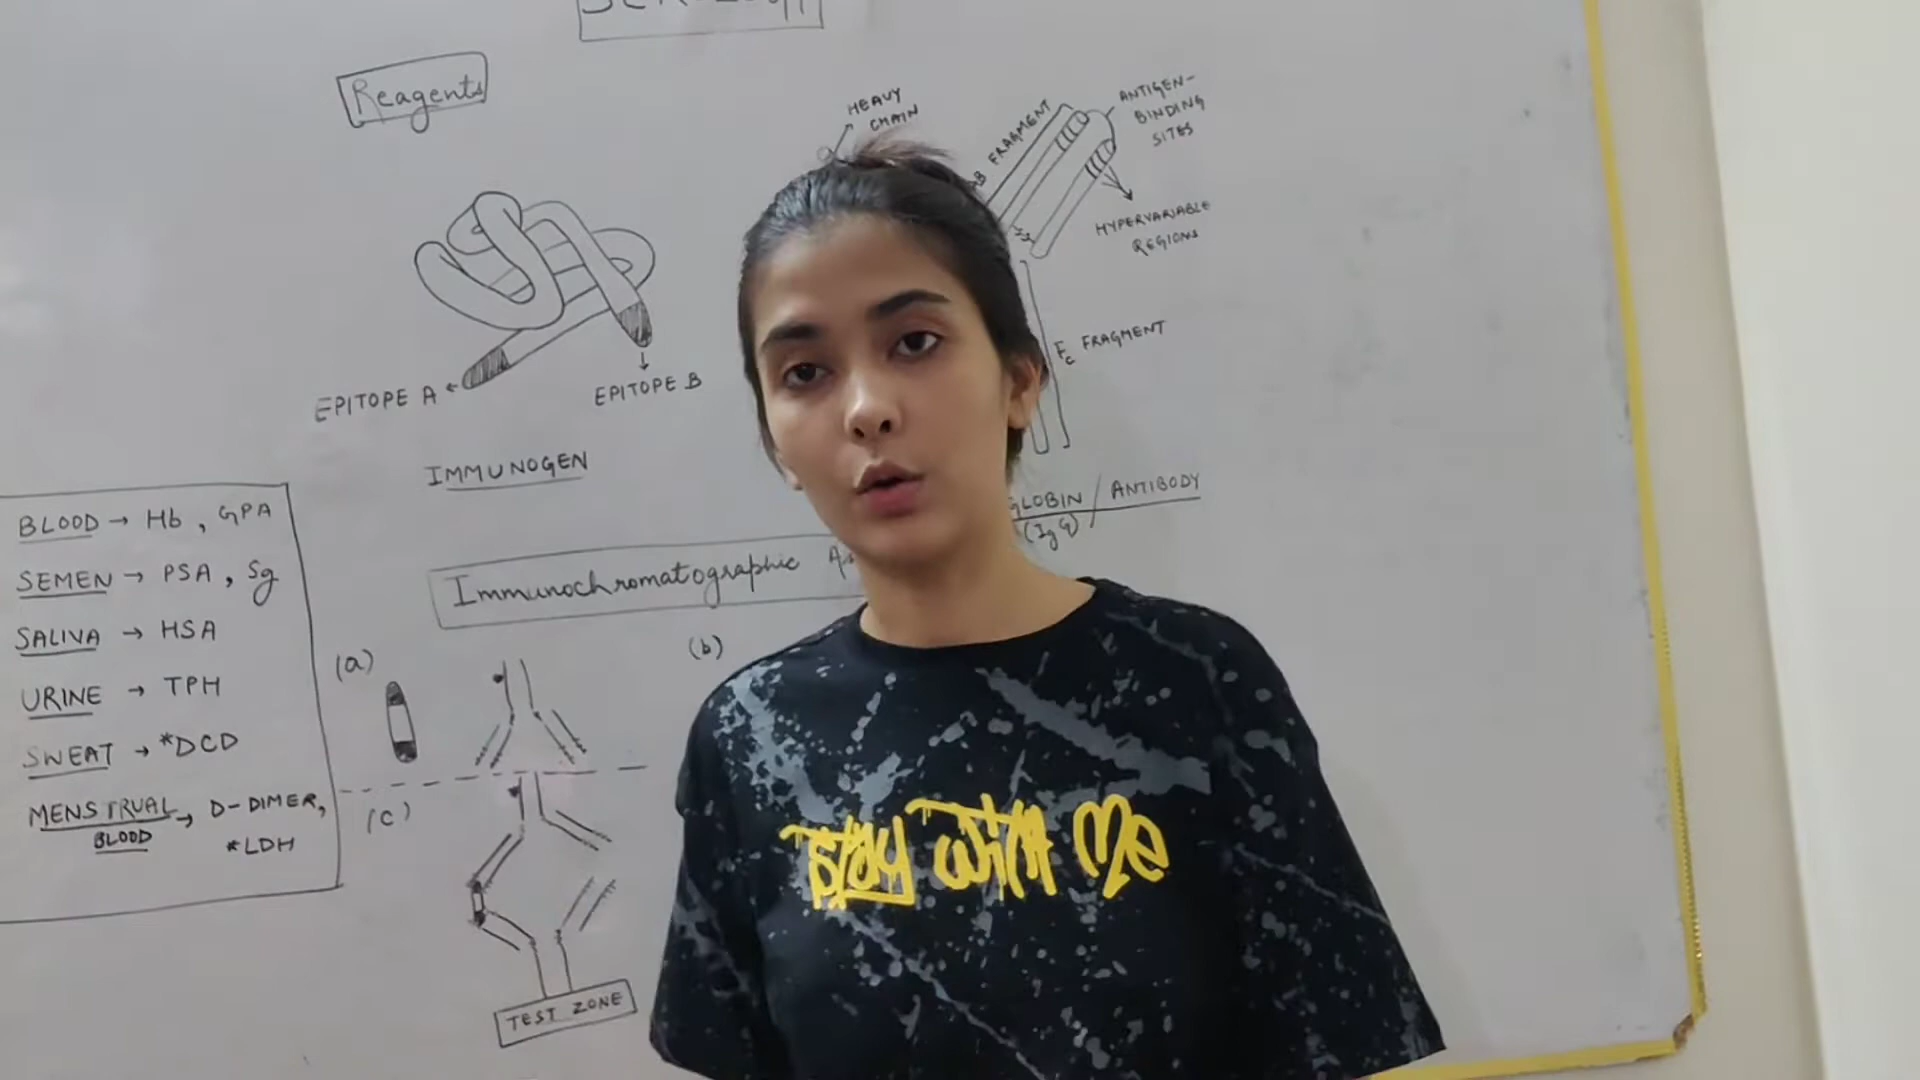 Reagents
HEAVY
CHAIN
FRAGMENT
ANTIGEN-
BINDING
SITES
HYPERVARIABLE
REGIONS
Fc FRAGMENT
EPITOPE A
EPITOPE B
IMMUNOGEN
GLOBIN / ANTIBODY
(IgG)
BLOOD → Hb, GPA
SEMEN → PSA, Sg
SALIVA → HSA
URINE → TPH
SWEAT → *DCD
MENSTRUAL → D-DIMER,
BLOOD *LDH
Immunochromatographic
(a)
(b)
(c)
TEST ZONE
stay with me